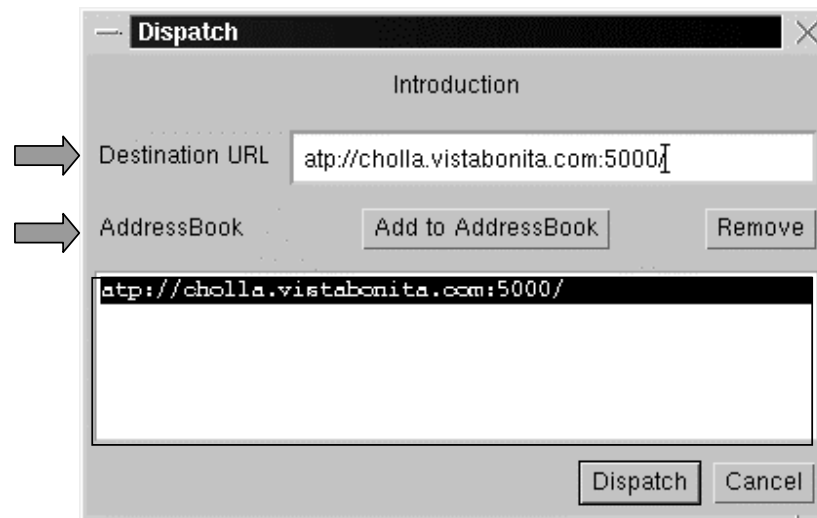 Dispatch
Introduction
Destination URL atp://cholla.vistabonita.com:5000/
AddressBook Add to AddressBook Remove
atp://cholla.vistabonita.com:5000/
Dispatch Cancel